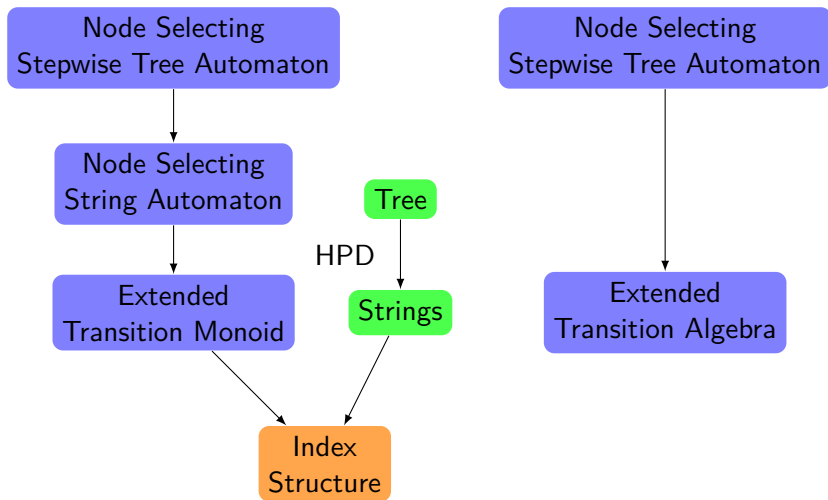 Node Selecting
Stepwise Tree Automaton
Node Selecting
Stepwise Tree Automaton
Node Selecting
String Automaton
Tree
HPD
Extended
Transition Monoid
Strings
Extended
Transition Algebra
Index
Structure